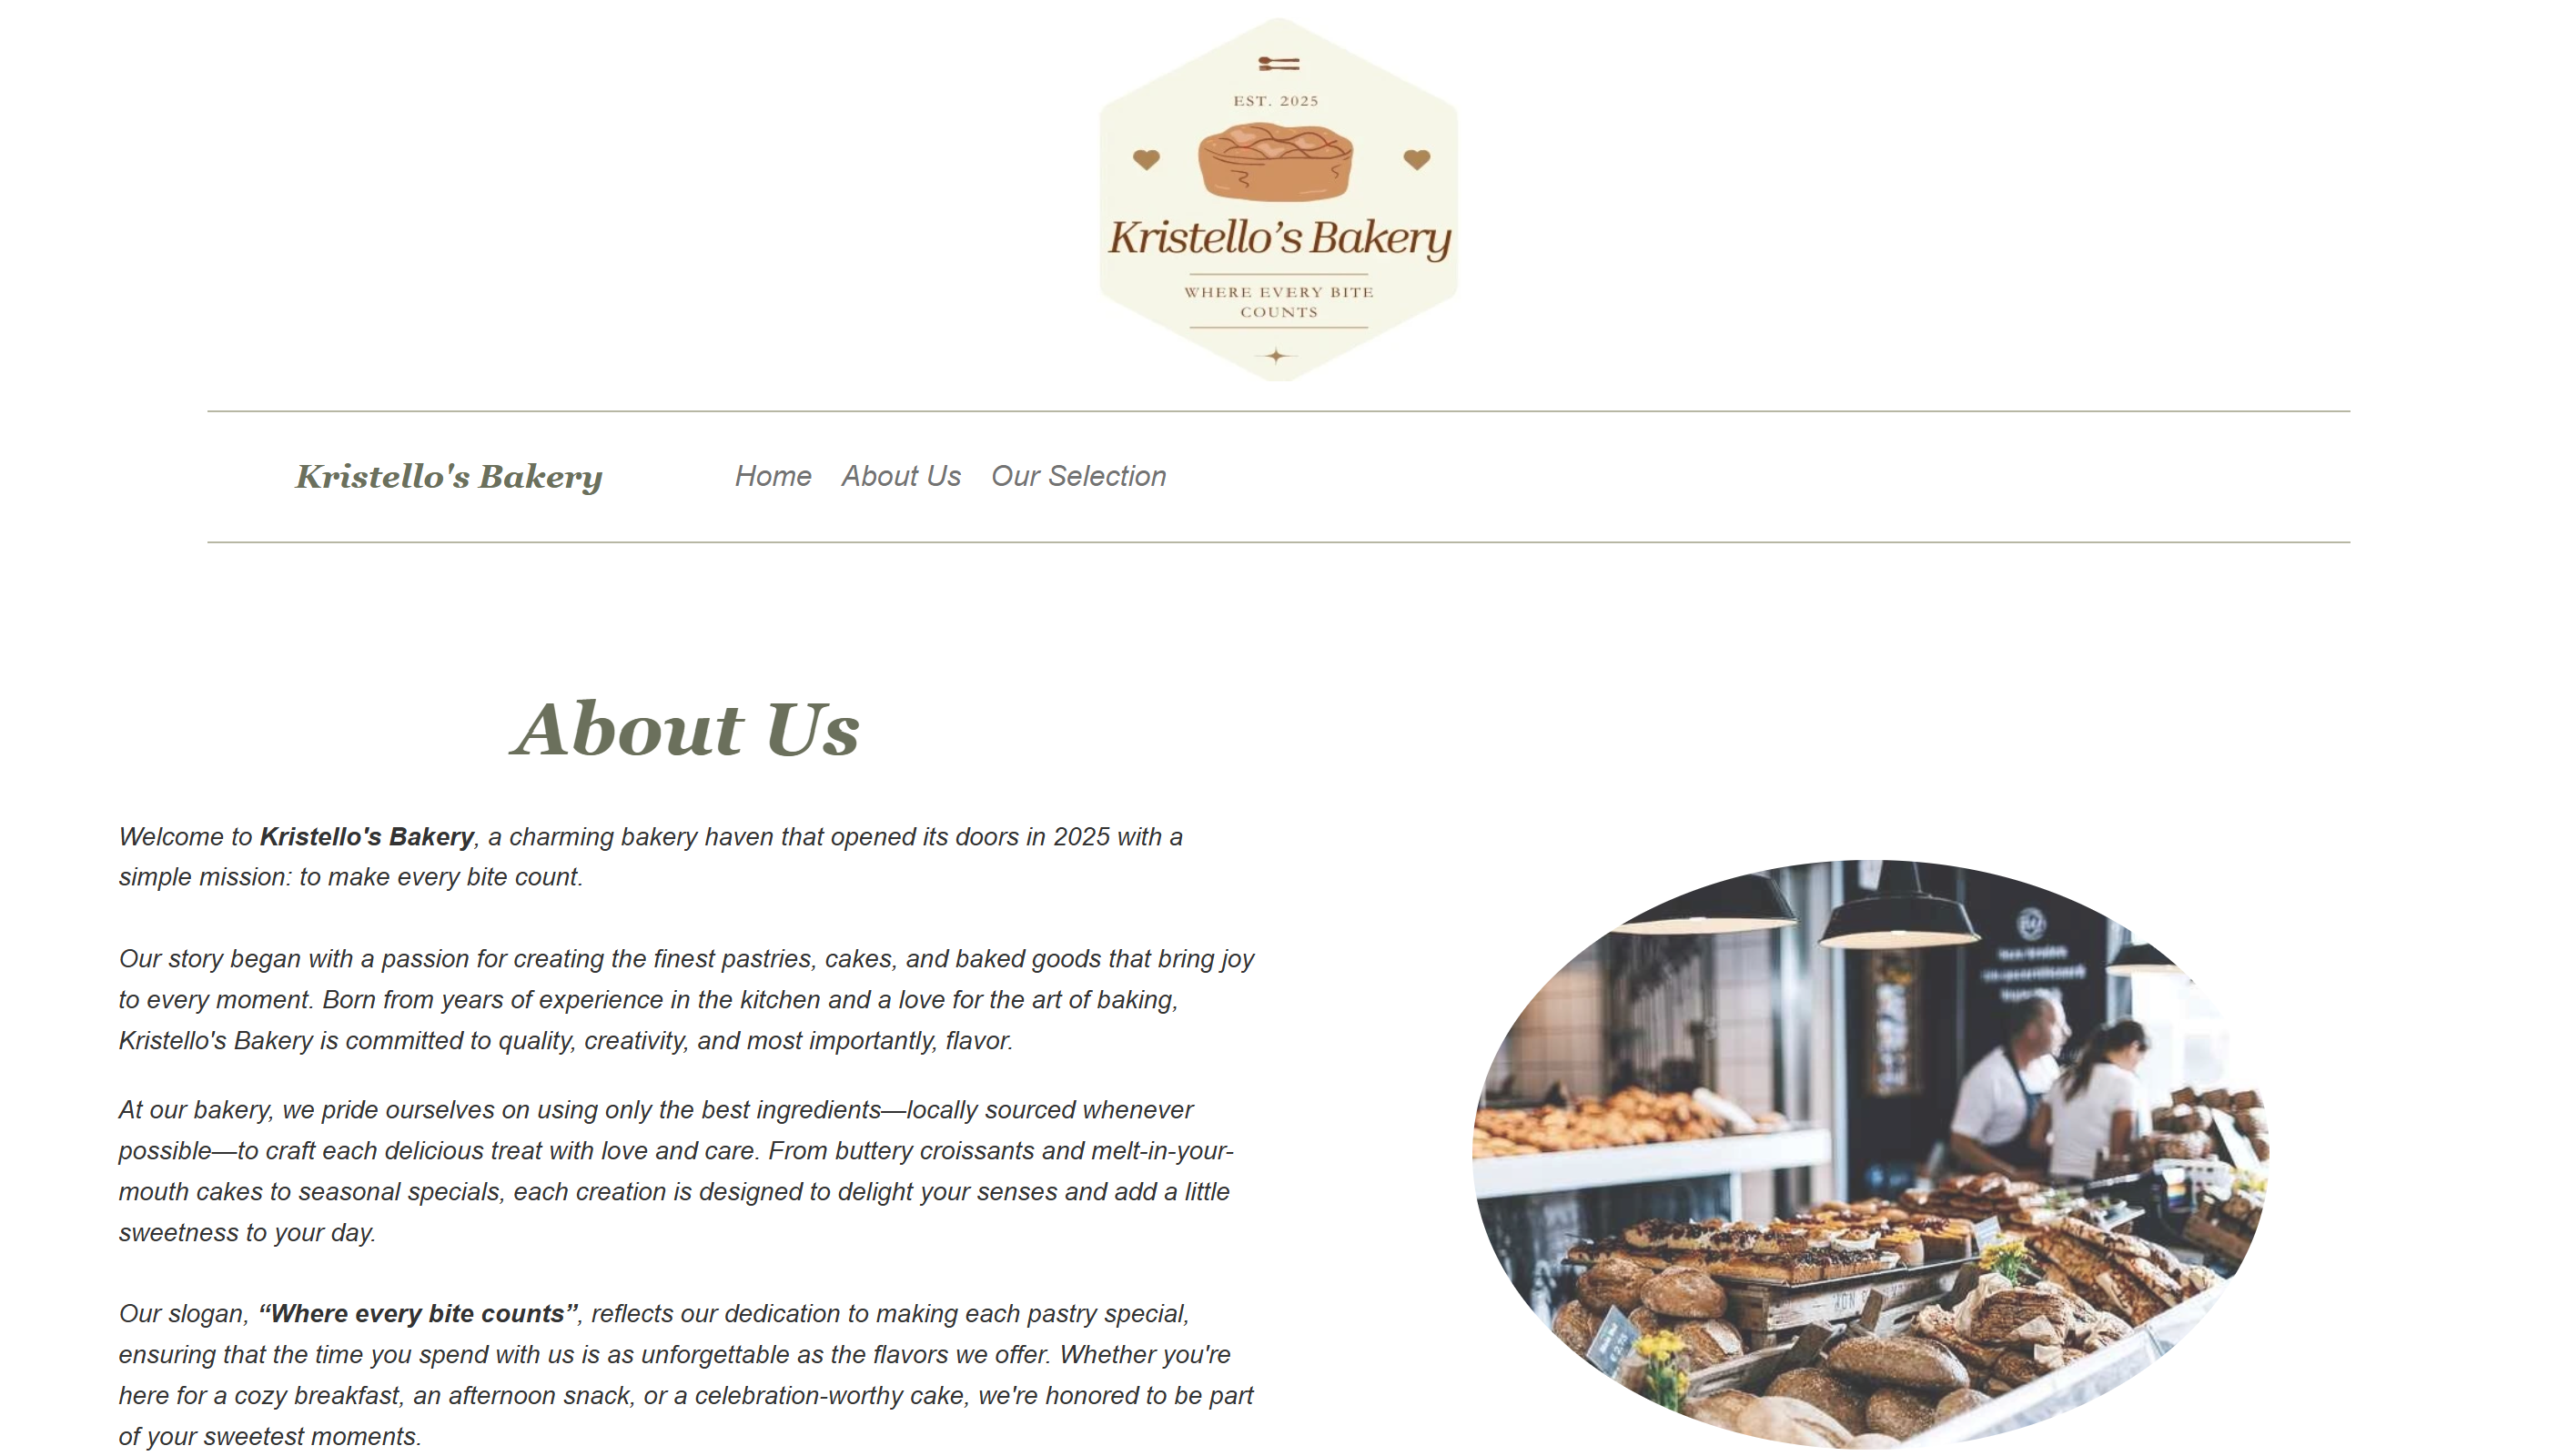 EST. 2025
Kristello’s Bakery
WHERE EVERY BITE
COUNTS
Kristello's Bakery Home About Us Our Selection
About Us
Welcome to Kristello's Bakery, a charming bakery haven that opened its doors in 2025 with a
simple mission: to make every bite count.
Our story began with a passion for creating the finest pastries, cakes, and baked goods that bring joy
to every moment. Born from years of experience in the kitchen and a love for the art of baking,
Kristello's Bakery is committed to quality, creativity, and most importantly, flavor.
At our bakery, we pride ourselves on using only the best ingredients—locally sourced whenever
possible—to craft each delicious treat with love and care. From buttery croissants and melt-in-your-
mouth cakes to seasonal specials, each creation is designed to delight your senses and add a little
sweetness to your day.
Our slogan, “Where every bite counts”, reflects our dedication to making each pastry special,
ensuring that the time you spend with us is as unforgettable as the flavors we offer. Whether you're
here for a cozy breakfast, an afternoon snack, or a celebration-worthy cake, we're honored to be part
of your sweetest moments.